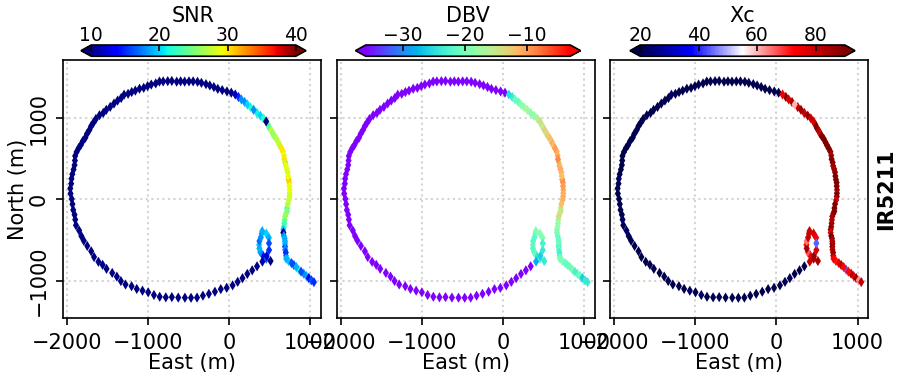 SNR DBV Xc
10 20 30 40 −30 −20 −10 20 40 60 80
North (m)
1000
0
−1000
IR5211
−2000 −1000 0 1000 −2000 −1000 0 1000 −2000 −1000 0 1000
East (m) East (m) East (m)